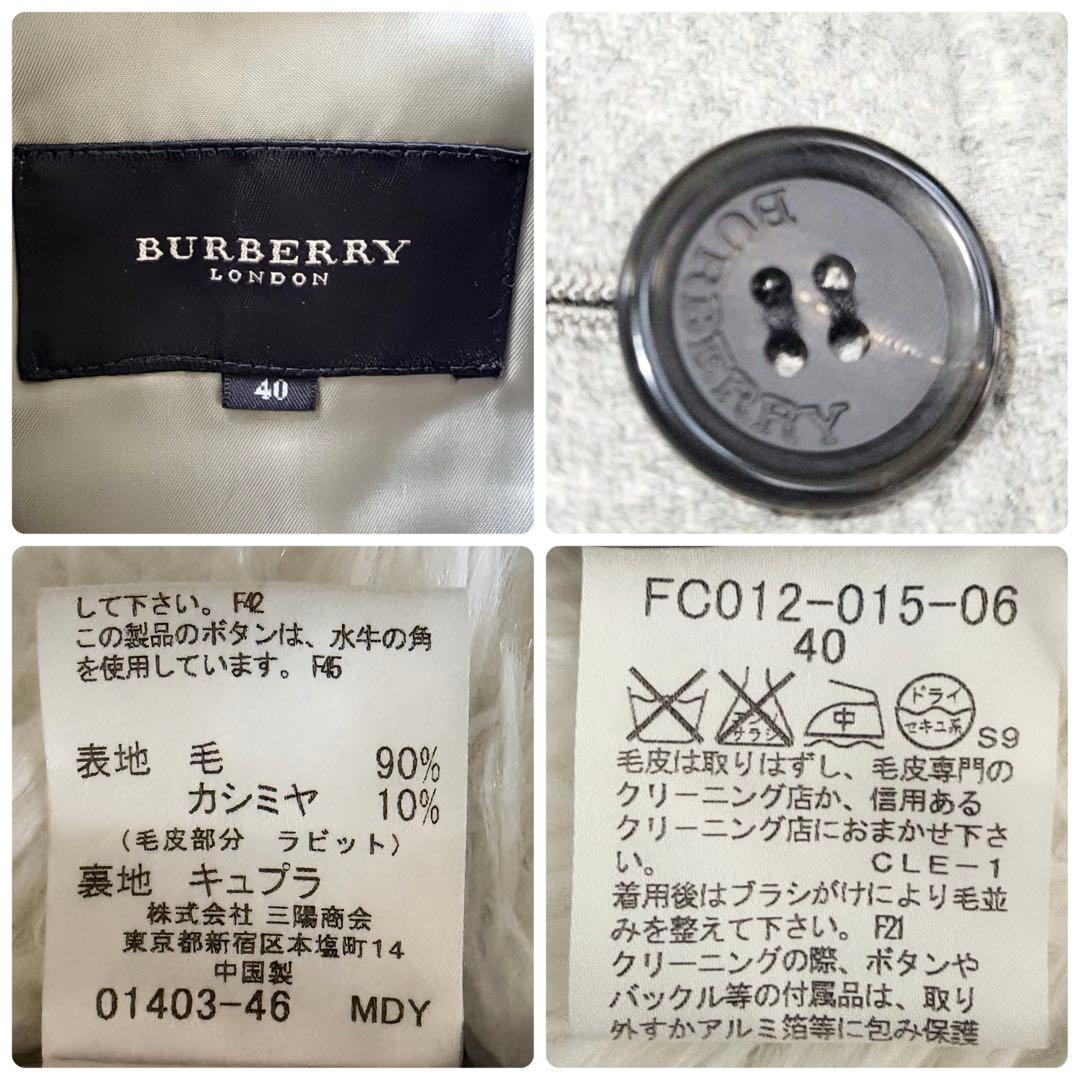 BURBERRY
LONDON
40
BURBERRY
して下さい。 F42
この製品のボタンは、水牛の角
を使用しています。 F45
表地 毛 90%
カシミヤ 10%
(毛皮部分 ラビット)
裏地 キュプラ
株式会社 三陽商会
東京都新宿区本塩町14
中国製
01403-46 MDY
FC012-015-06
40
エンソ
サラシ
中
ドライ
セキユ系
S9
毛皮は取りはずし、毛皮専門の
クリーニング店か、信用ある
クリーニング店におまかせ下さ
い。 CLE-1
着用後はブラシがけにより毛並
みを整えて下さい。 F21
クリーニングの際、ボタンや
バックル等の付属品は、取り
外すかアルミ箔等に包み保護